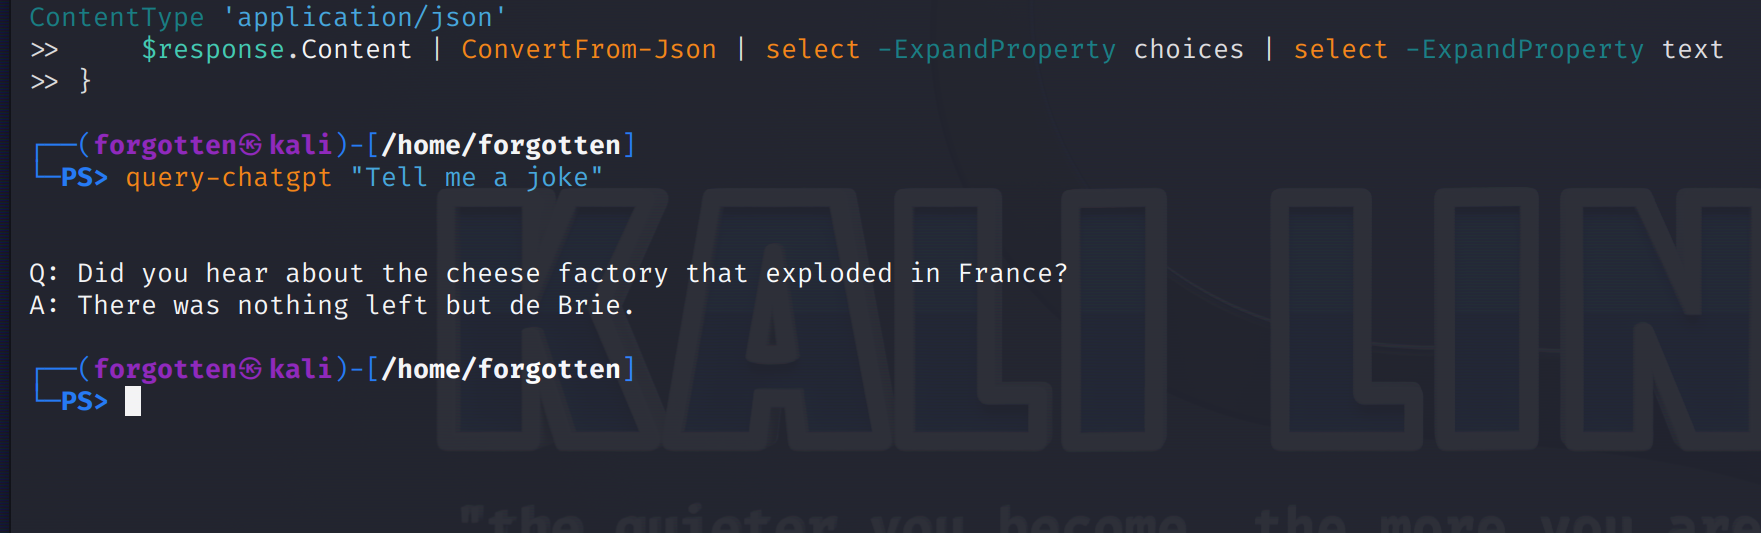 ContentType 'application/json'
>>     $response.Content | ConvertFrom-Json | select -ExpandProperty choices | select -ExpandProperty text
>> }
┌──(forgotten㉿kali)-[/home/forgotten]
└─PS> query-chatgpt "Tell me a joke"
Q: Did you hear about the cheese factory that exploded in France?
A: There was nothing left but de Brie.
┌──(forgotten㉿kali)-[/home/forgotten]
└─PS>
KALI LIN
"the quieter you become, the more you are